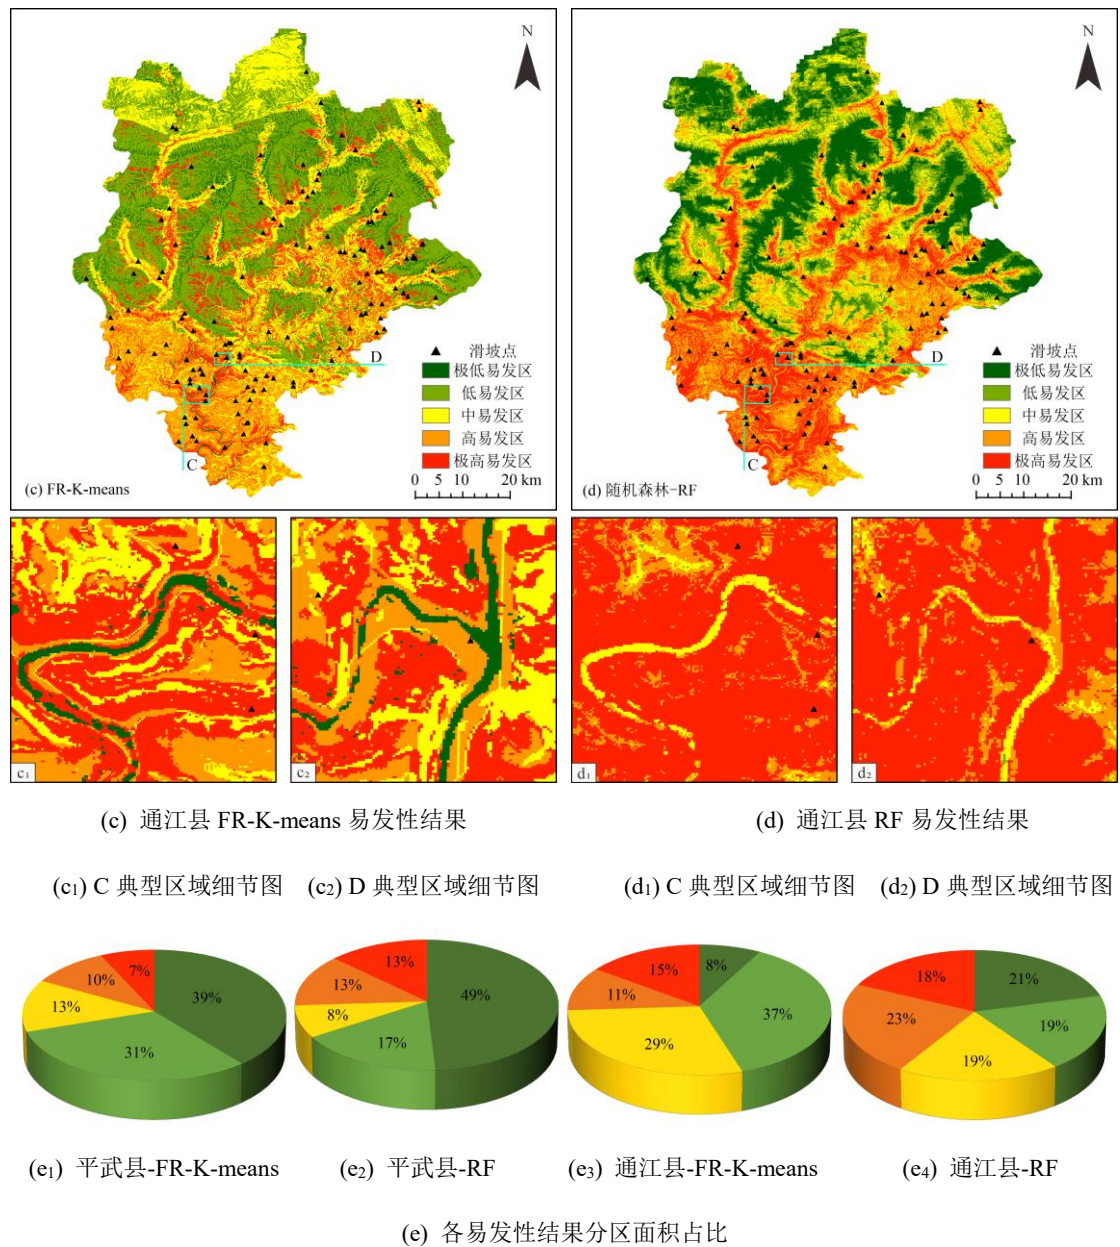 N
D
滑坡点
极低易发区
低易发区
中易发区
高易发区
极高易发区
C
0 5 10 20 km
(c) FR-K-means
N
D
滑坡点
极低易发区
低易发区
中易发区
高易发区
极高易发区
C
0 5 10 20 km
(d) 随机森林-RF
c₁
c₂
d₁
d₂
(c) 通江县 FR-K-means 易发性结果
(d) 通江县 RF 易发性结果
(c₁) C 典型区域细节图
(c₂) D 典型区域细节图
(d₁) C 典型区域细节图
(d₂) D 典型区域细节图
7%
10%
13%
39%
31%
13%
13%
8%
49%
17%
15%
8%
11%
37%
29%
18%
21%
23%
19%
19%
(e₁) 平武县-FR-K-means
(e₂) 平武县-RF
(e₃) 通江县-FR-K-means
(e₄) 通江县-RF
(e) 各易发性结果分区面积占比